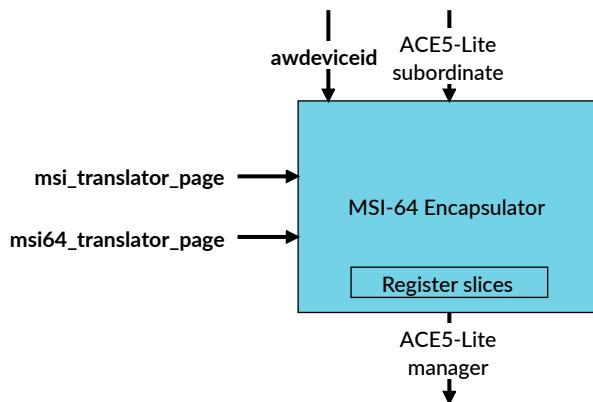 awdeviceid
ACE5-Lite
subordinate
msi_translator_page
MSI-64 Encapsulator
msi64_translator_page
Register slices
ACE5-Lite
manager